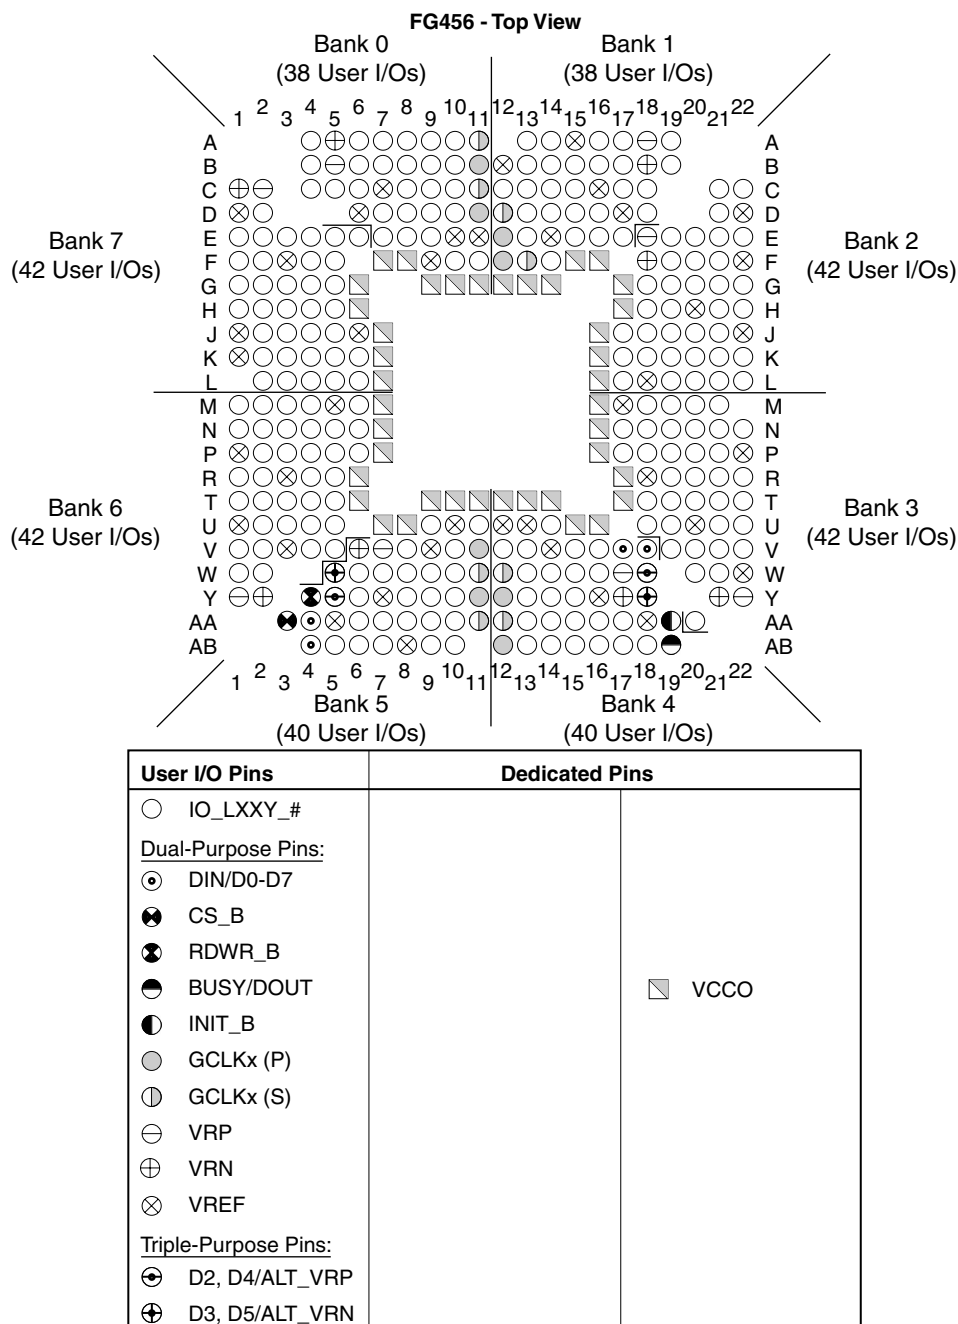 FG456 - Top View
Bank 0
(38 User I/Os)
Bank 1
(38 User I/Os)
1 2 3 4 5 6 7 8 9 10 11 12 13 14 15 16 17 18 19 20 21 22
A A
B B
C C
D D
E E
F F
G G
H H
J J
K K
L L
M M
N N
P P
R R
T T
U U
V V
W W
Y Y
AA AA
AB AB
Bank 7
(42 User I/Os)
Bank 2
(42 User I/Os)
Bank 6
(42 User I/Os)
Bank 3
(42 User I/Os)
1 2 3 4 5 6 7 8 9 10 11 12 13 14 15 16 17 18 19 20 21 22
Bank 5
(40 User I/Os)
Bank 4
(40 User I/Os)
User I/O Pins
Dedicated Pins
IO_LXXY_#
Dual-Purpose Pins:
DIN/D0-D7
CS_B
RDWR_B
BUSY/DOUT
VCCO
INIT_B
GCLKx (P)
GCLKx (S)
VRP
VRN
VREF
Triple-Purpose Pins:
D2, D4/ALT_VRP
D3, D5/ALT_VRN